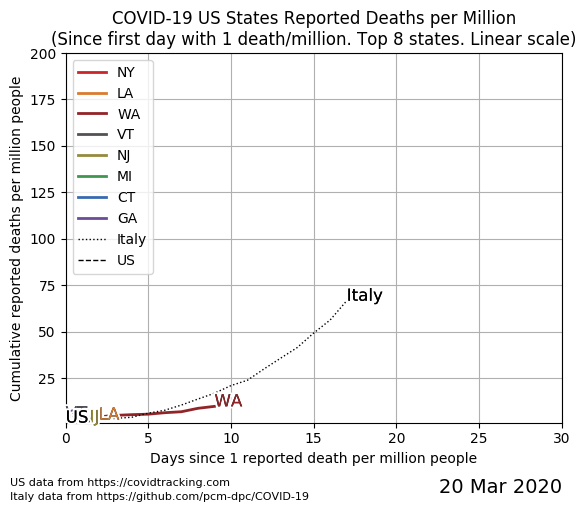 COVID-19 US States Reported Deaths per Million
(Since first day with 1 death/million. Top 8 states. Linear scale)
Cumulative reported deaths per million people
200
175
150
125
100
75
50
25
NY
LA
WA
VT
NJ
MI
CT
GA
Italy
US
Italy
WA
LA
US
0
5
10
15
20
25
30
Days since 1 reported death per million people
US data from https://covidtracking.com
Italy data from https://github.com/pcm-dpc/COVID-19
20 Mar 2020